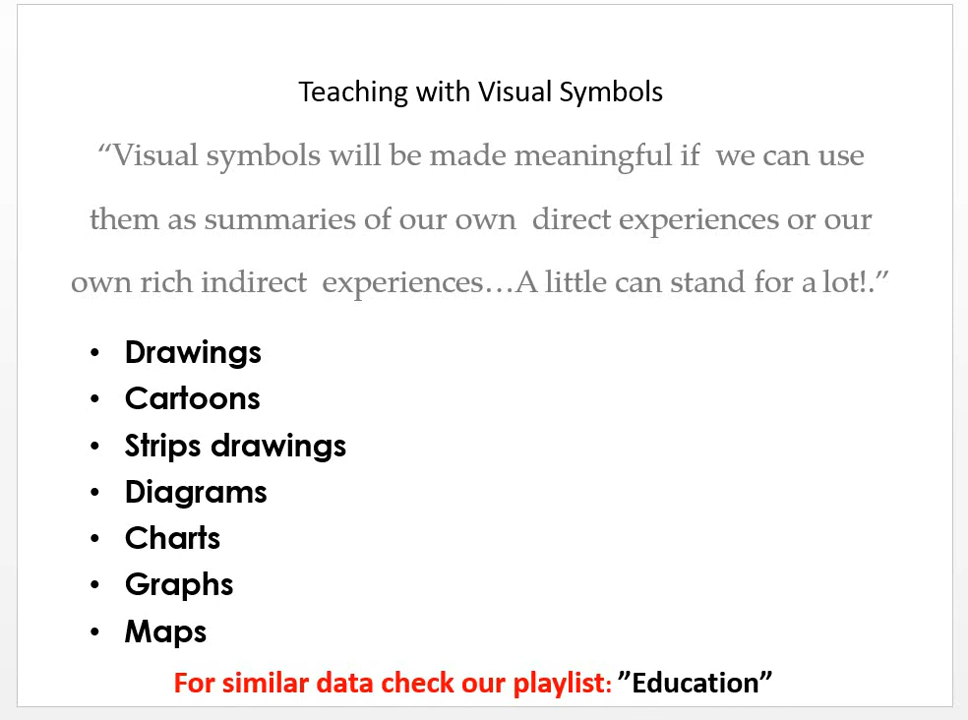 Teaching with Visual Symbols
“Visual symbols will be made meaningful if we can use
them as summaries of our own direct experiences or our
own rich indirect experiences…A little can stand for a lot!.”
• Drawings
• Cartoons
• Strips drawings
• Diagrams
• Charts
• Graphs
• Maps
For similar data check our playlist: ”Education”